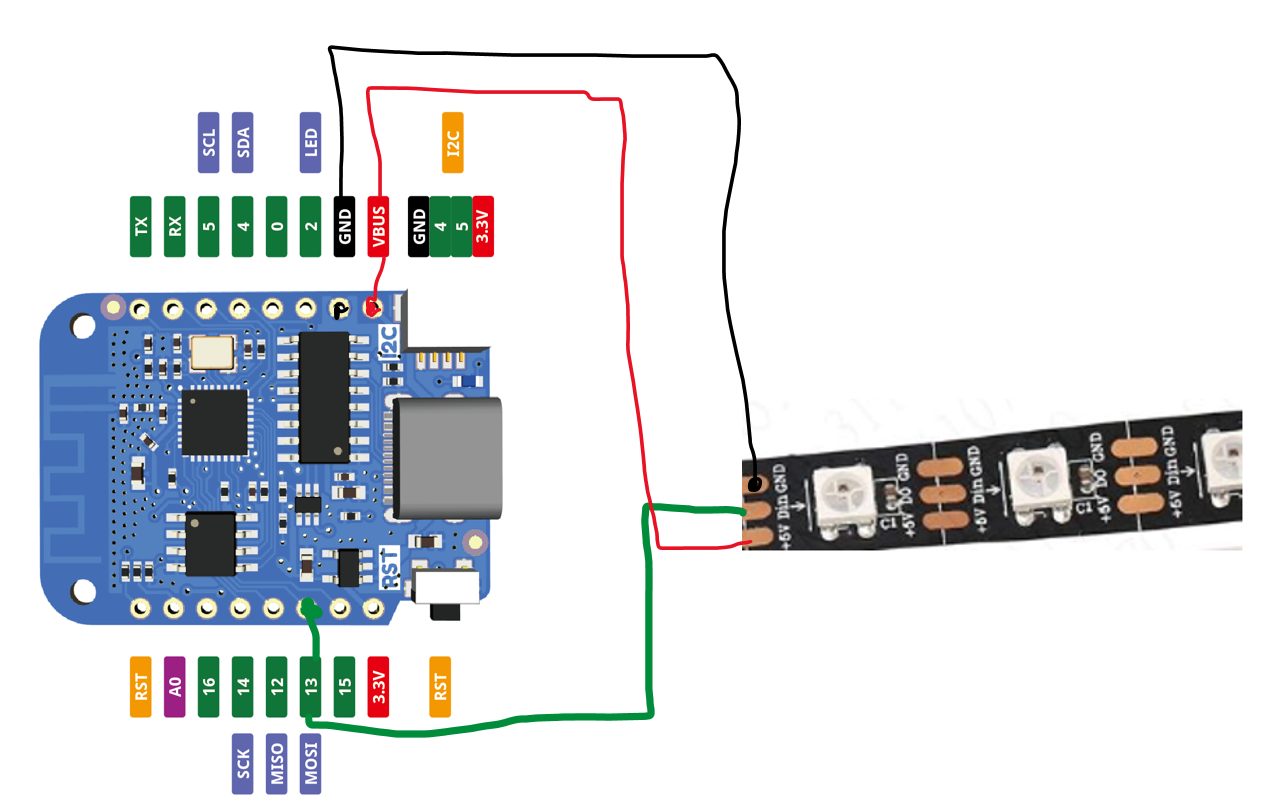 SCL SDA LED I2C
TX RX 5 4 0 2 GND VBUS GND 4 5 3.3V
I2C
RST
+5V Din GND
+5V DO GND
C1
+5V Din GND
+5V DO GND
C1
+5V Din GND
RST A0 16 14 12 13 15 3.3V RST
SCK MISO MOSI